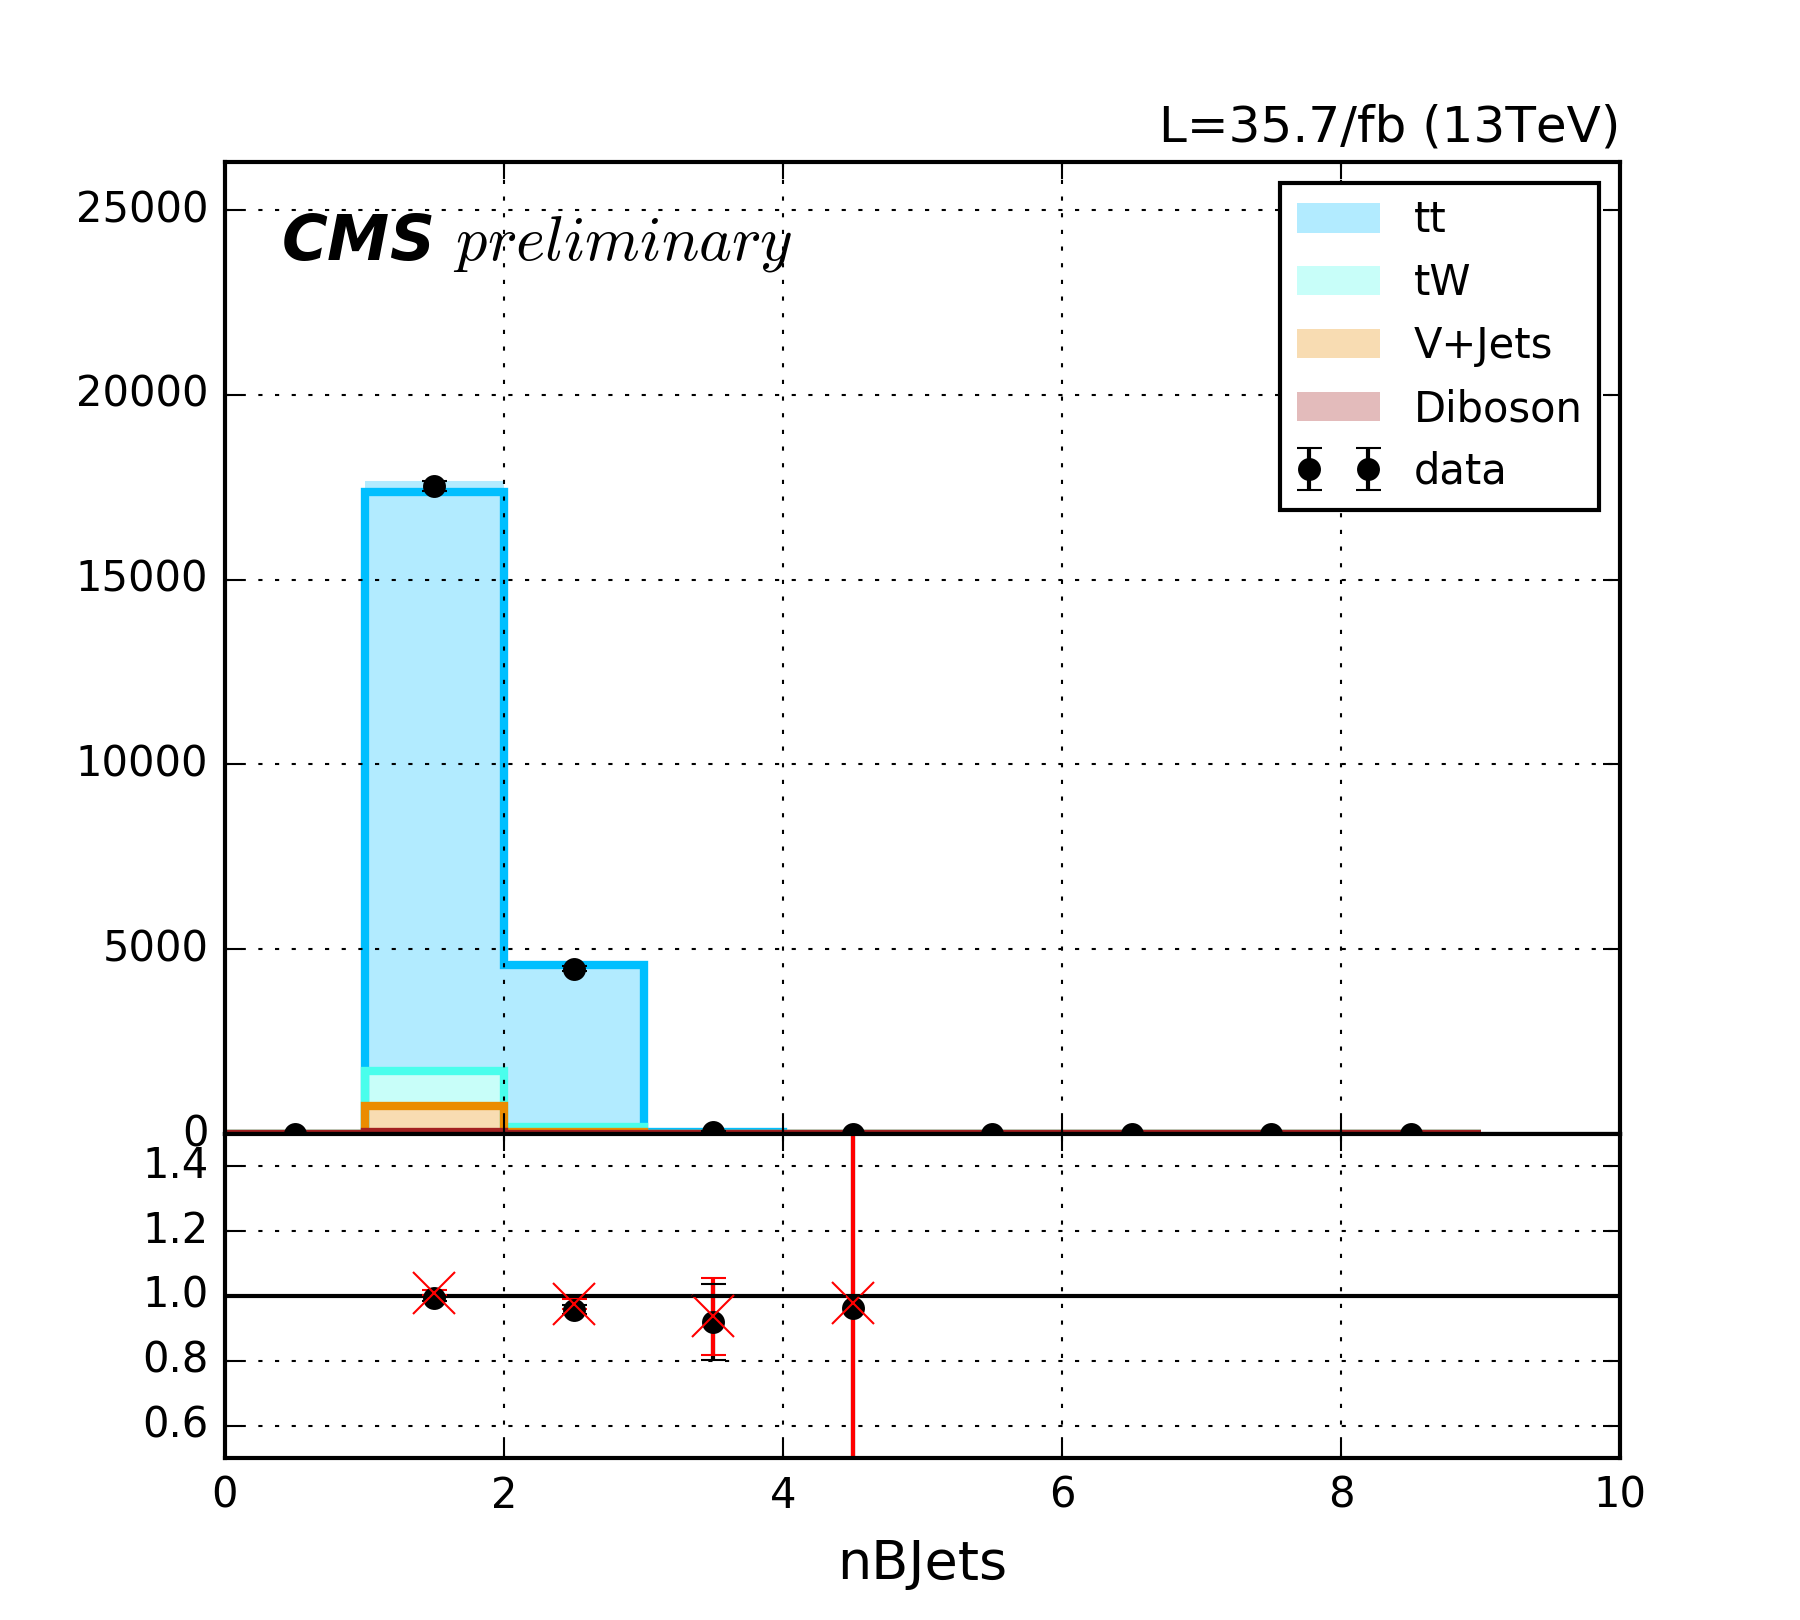 L=35.7/fb (13TeV)
CMS preliminary
25000
20000
15000
10000
5000
0
tt
tW
V+Jets
Diboson
data
1.4
1.2
1.0
0.8
0.6
0 2 4 6 8 10
nBJets